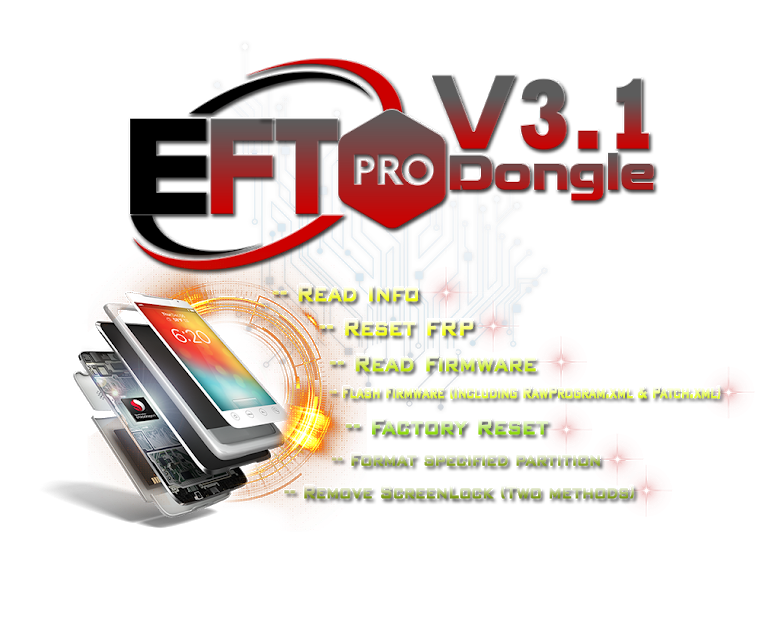 EFT PRO Dongle V3.1
-- Read Info
-- Reset FRP
-- Read Firmware
-- Flash Firmware (including RawProgram.xml & Patch.xml)
-- Factory Reset
-- Format specified partition
-- Remove ScreenLock (Two methods)
6:20